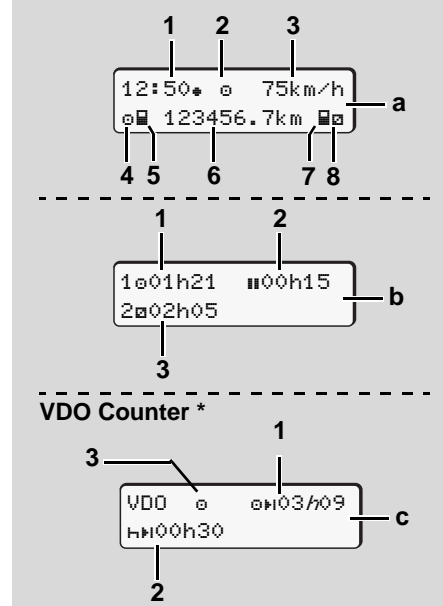 1 2 3
12:50● ⊙ 75km/h a
⊙ 123456.7km
4 5 6 7 8
1 2
1⊙01h21 00h15 b
2⧄02h05
3
VDO Counter *
1
3
VDO ⊙ ⊙03h09 c
00h30
2